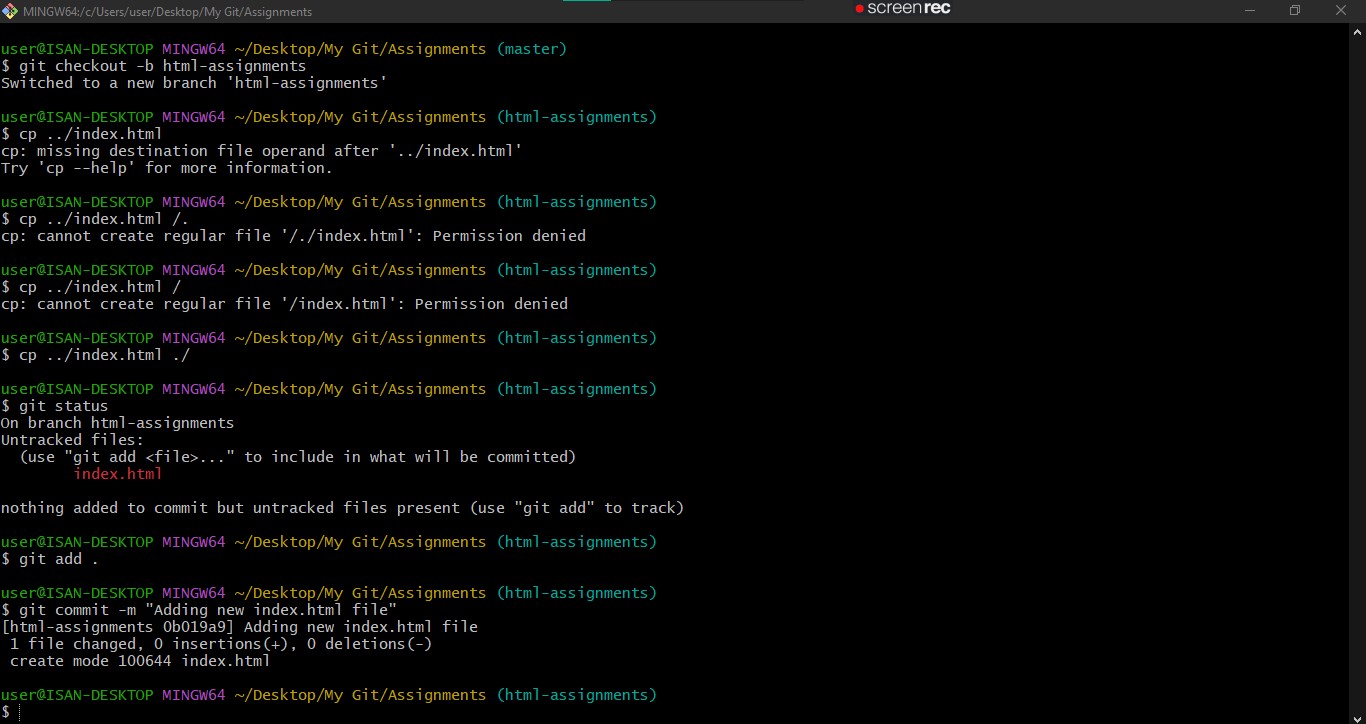 MINGW64:/c/Users/user/Desktop/My Git/Assignments
screenrec
user@ISAN-DESKTOP MINGW64 ~/Desktop/My Git/Assignments (master)
$ git checkout -b html-assignments
Switched to a new branch 'html-assignments'
user@ISAN-DESKTOP MINGW64 ~/Desktop/My Git/Assignments (html-assignments)
$ cp ../index.html
cp: missing destination file operand after '../index.html'
Try 'cp --help' for more information.
user@ISAN-DESKTOP MINGW64 ~/Desktop/My Git/Assignments (html-assignments)
$ cp ../index.html /.
cp: cannot create regular file '/./index.html': Permission denied
user@ISAN-DESKTOP MINGW64 ~/Desktop/My Git/Assignments (html-assignments)
$ cp ../index.html /
cp: cannot create regular file '/index.html': Permission denied
user@ISAN-DESKTOP MINGW64 ~/Desktop/My Git/Assignments (html-assignments)
$ cp ../index.html ./
user@ISAN-DESKTOP MINGW64 ~/Desktop/My Git/Assignments (html-assignments)
$ git status
On branch html-assignments
Untracked files:
  (use "git add <file>..." to include in what will be committed)
        index.html
nothing added to commit but untracked files present (use "git add" to track)
user@ISAN-DESKTOP MINGW64 ~/Desktop/My Git/Assignments (html-assignments)
$ git add .
user@ISAN-DESKTOP MINGW64 ~/Desktop/My Git/Assignments (html-assignments)
$ git commit -m "Adding new index.html file"
[html-assignments 0b019a9] Adding new index.html file
 1 file changed, 0 insertions(+), 0 deletions(-)
 create mode 100644 index.html
user@ISAN-DESKTOP MINGW64 ~/Desktop/My Git/Assignments (html-assignments)
$